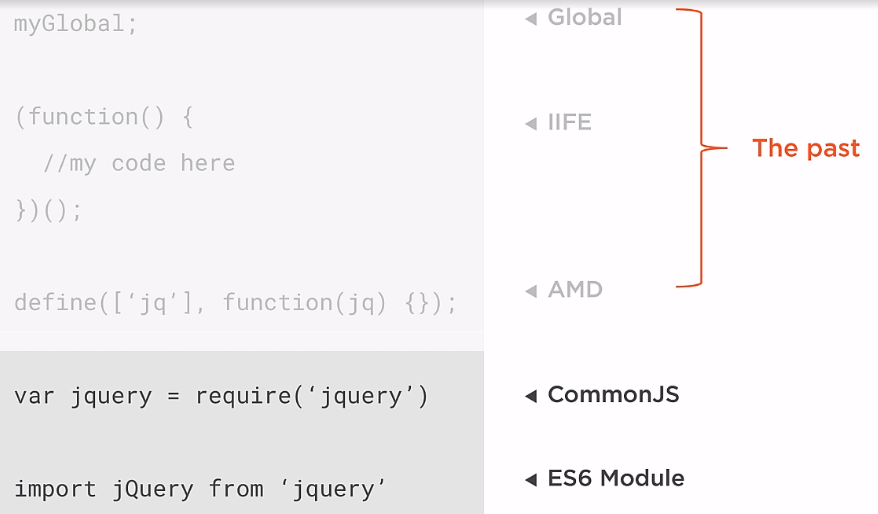 myGlobal;
◀ Global
(function() {
◀ IIFE
//my code here
})();
The past
define([‘jq’], function(jq) {});
◀ AMD
var jquery = require(‘jquery’)
◀ CommonJS
import jQuery from ‘jquery’
◀ ES6 Module